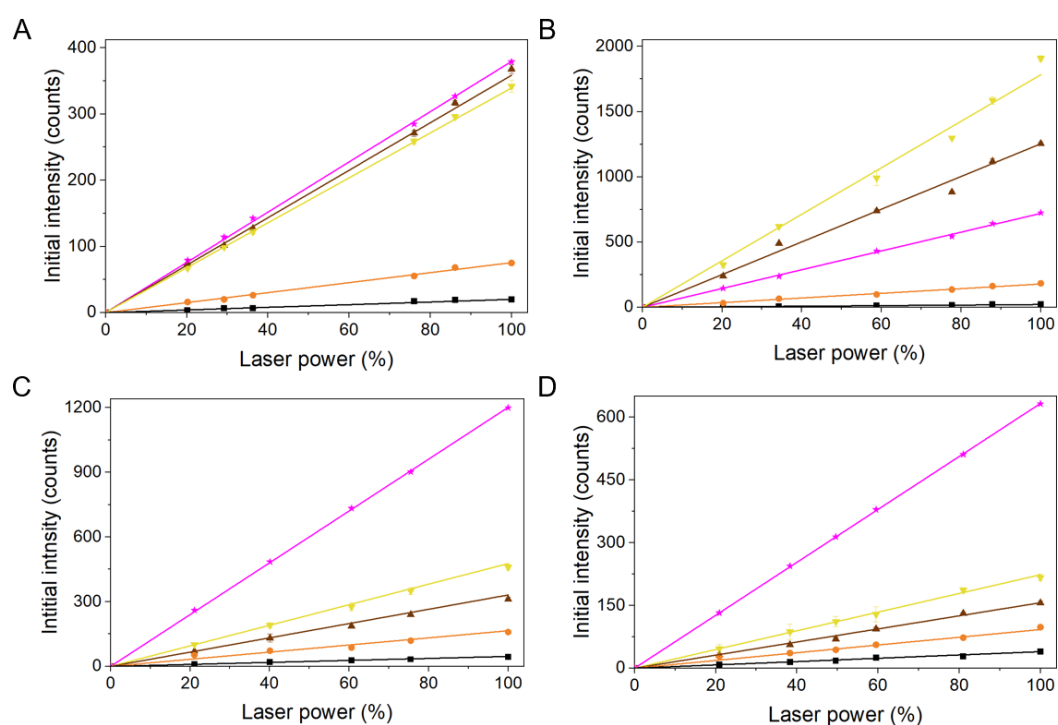 A
Initial intensity (counts)
400
300
200
100
0
0 20 40 60 80 100
Laser power (%)
B
Initial intensity (counts)
2000
1500
1000
500
0
0 20 40 60 80 100
Laser power (%)
C
Initial intnsity (counts)
1200
900
600
300
0
0 20 40 60 80 100
Laser power (%)
D
Intitial intensity (counts)
600
450
300
150
0
0 20 40 60 80 100
Laser power (%)